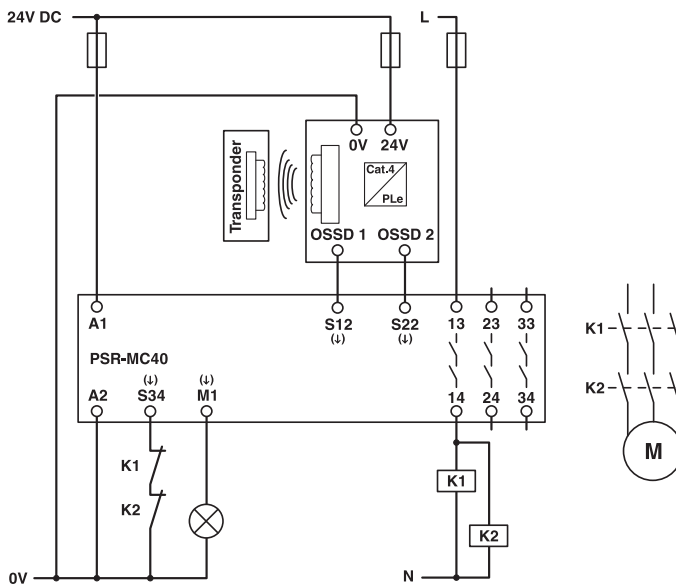 24V DC
L
0V 24V
Transponder
Cat.4
PLe
OSSD 1 OSSD 2
A1
S12
(↓)
S22
(↓)
13 23 33
K1
PSR-MC40
K2
A2
(↓)
S34
(↓)
M1
14 24 34
K1
K2
K1
K2
M
0V
N